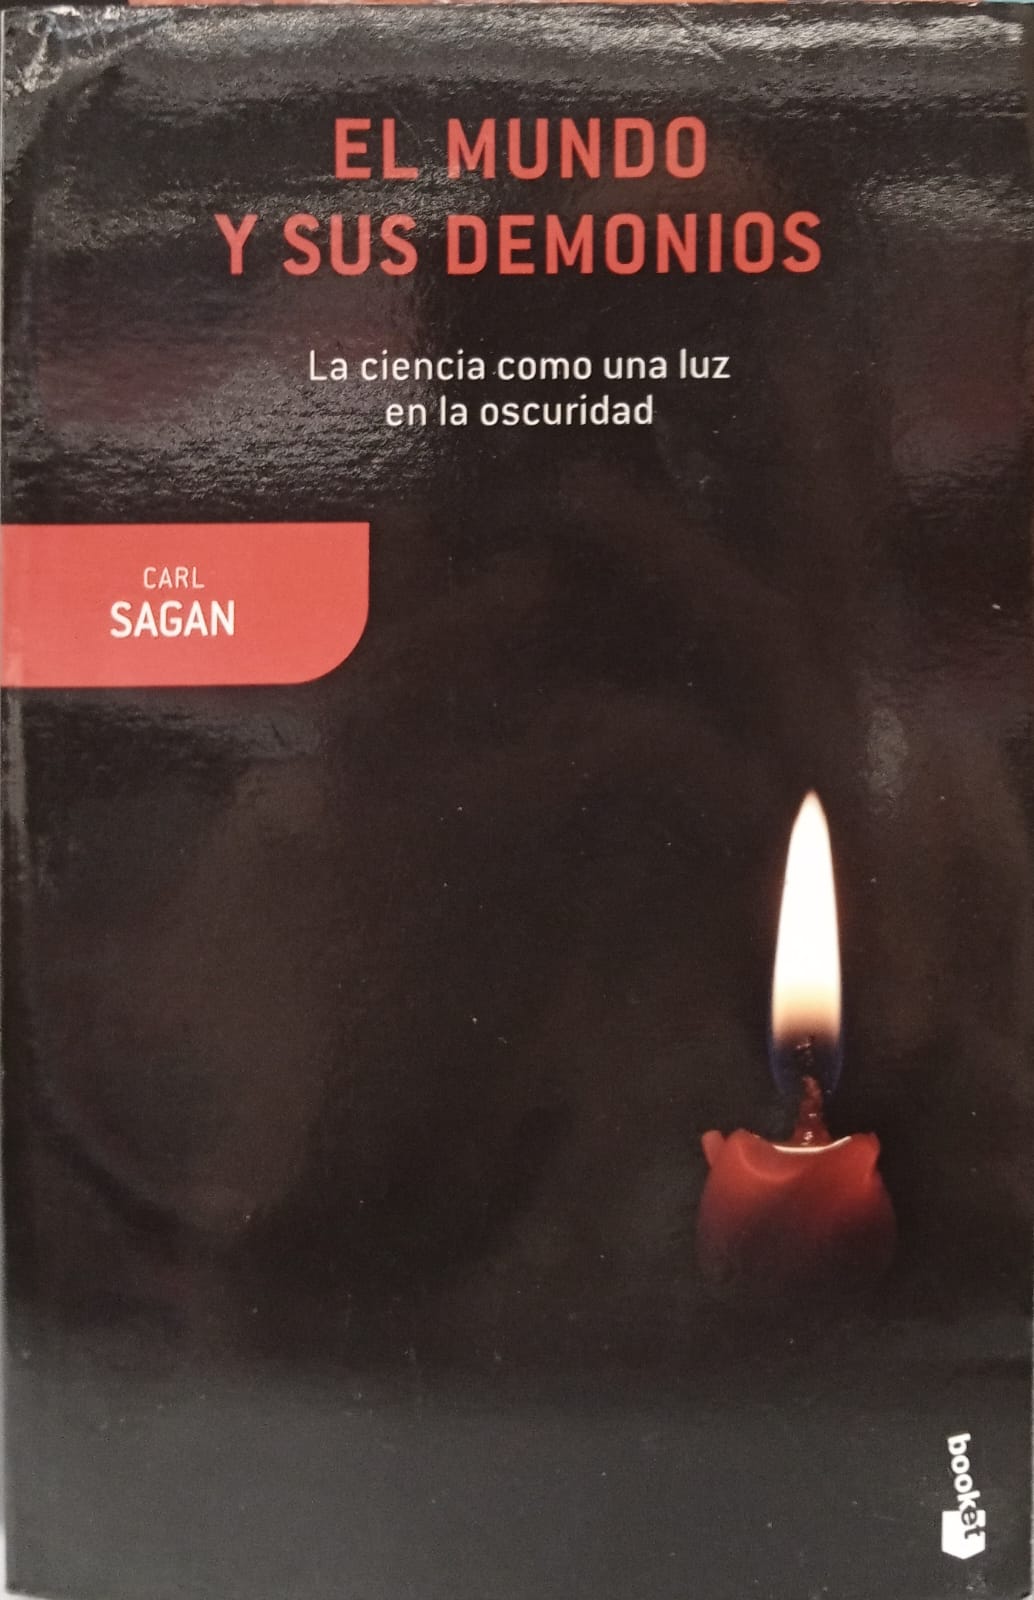 EL MUNDO
Y SUS DEMONIOS
La ciencia como una luz
en la oscuridad
CARL
SAGAN
booket